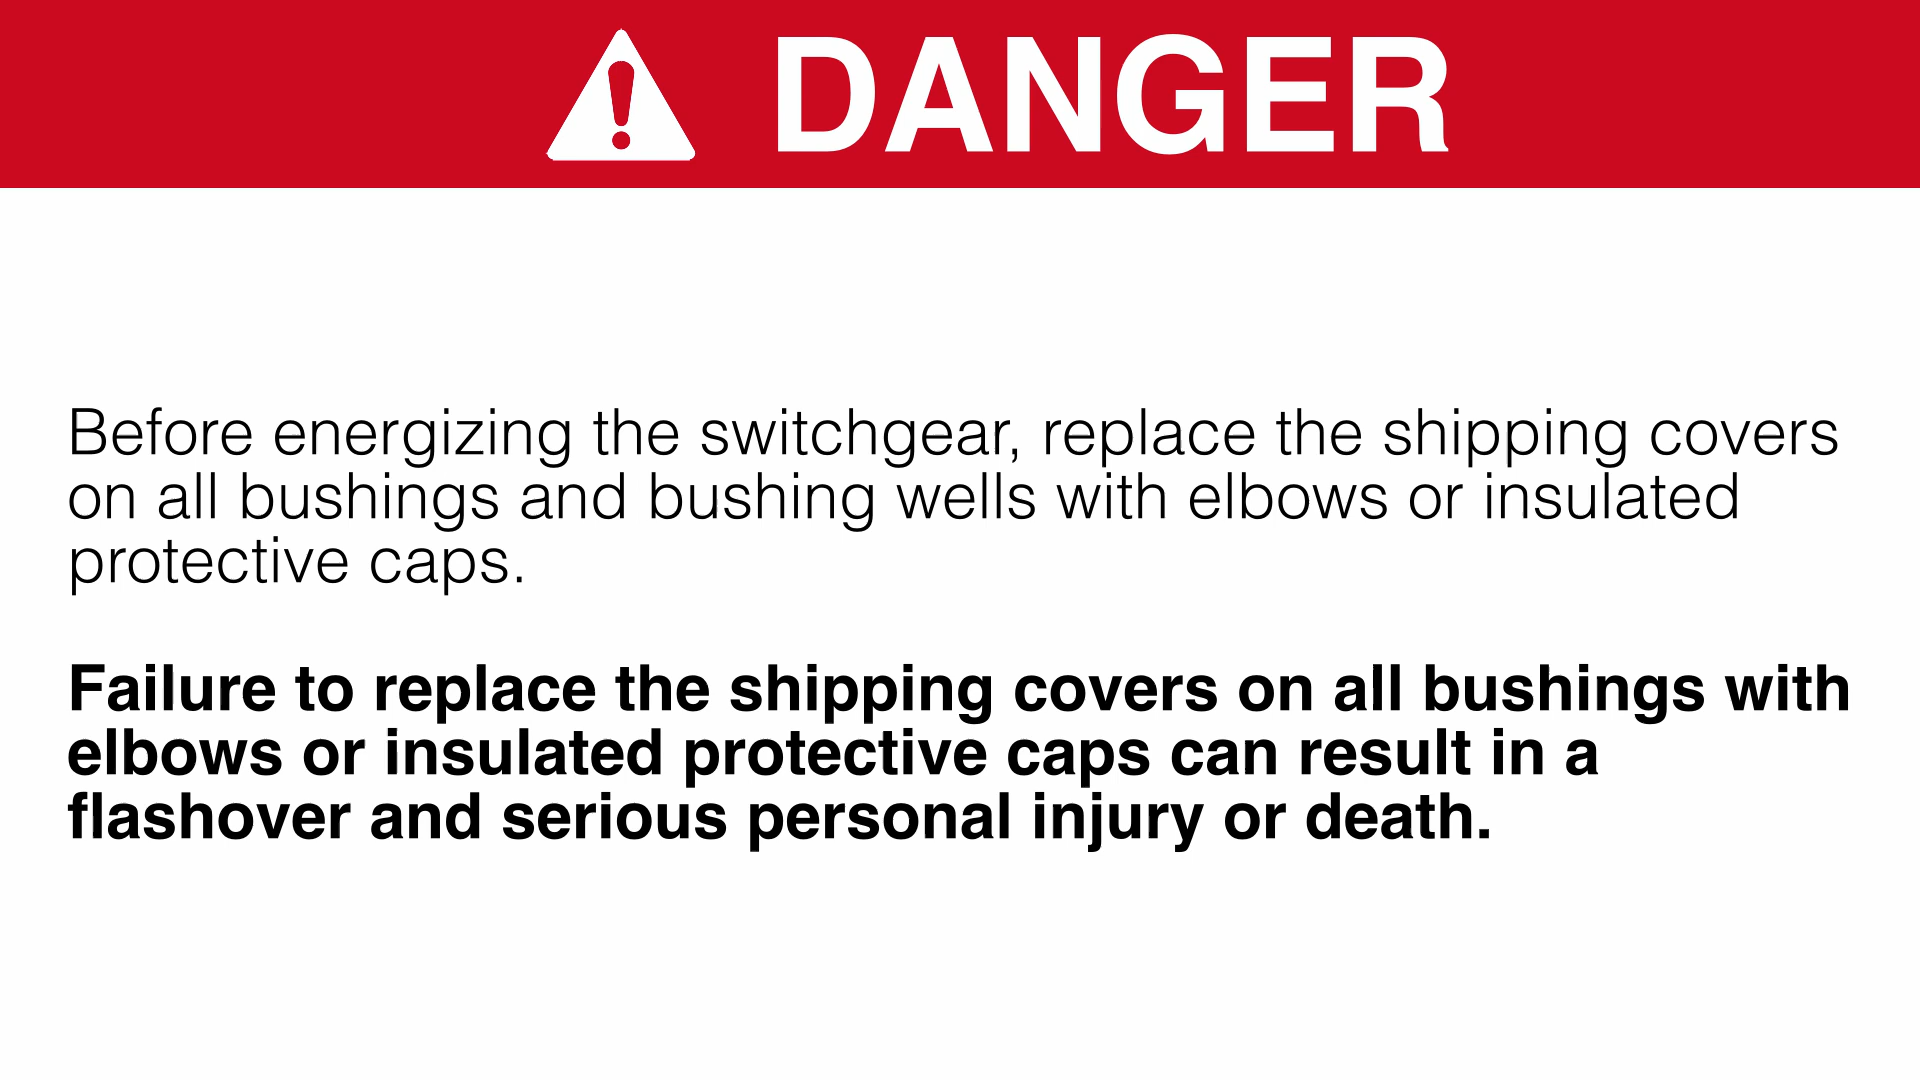 DANGER
Before energizing the switchgear, replace the shipping covers
on all bushings and bushing wells with elbows or insulated
protective caps.
Failure to replace the shipping covers on all bushings with
elbows or insulated protective caps can result in a
flashover and serious personal injury or death.